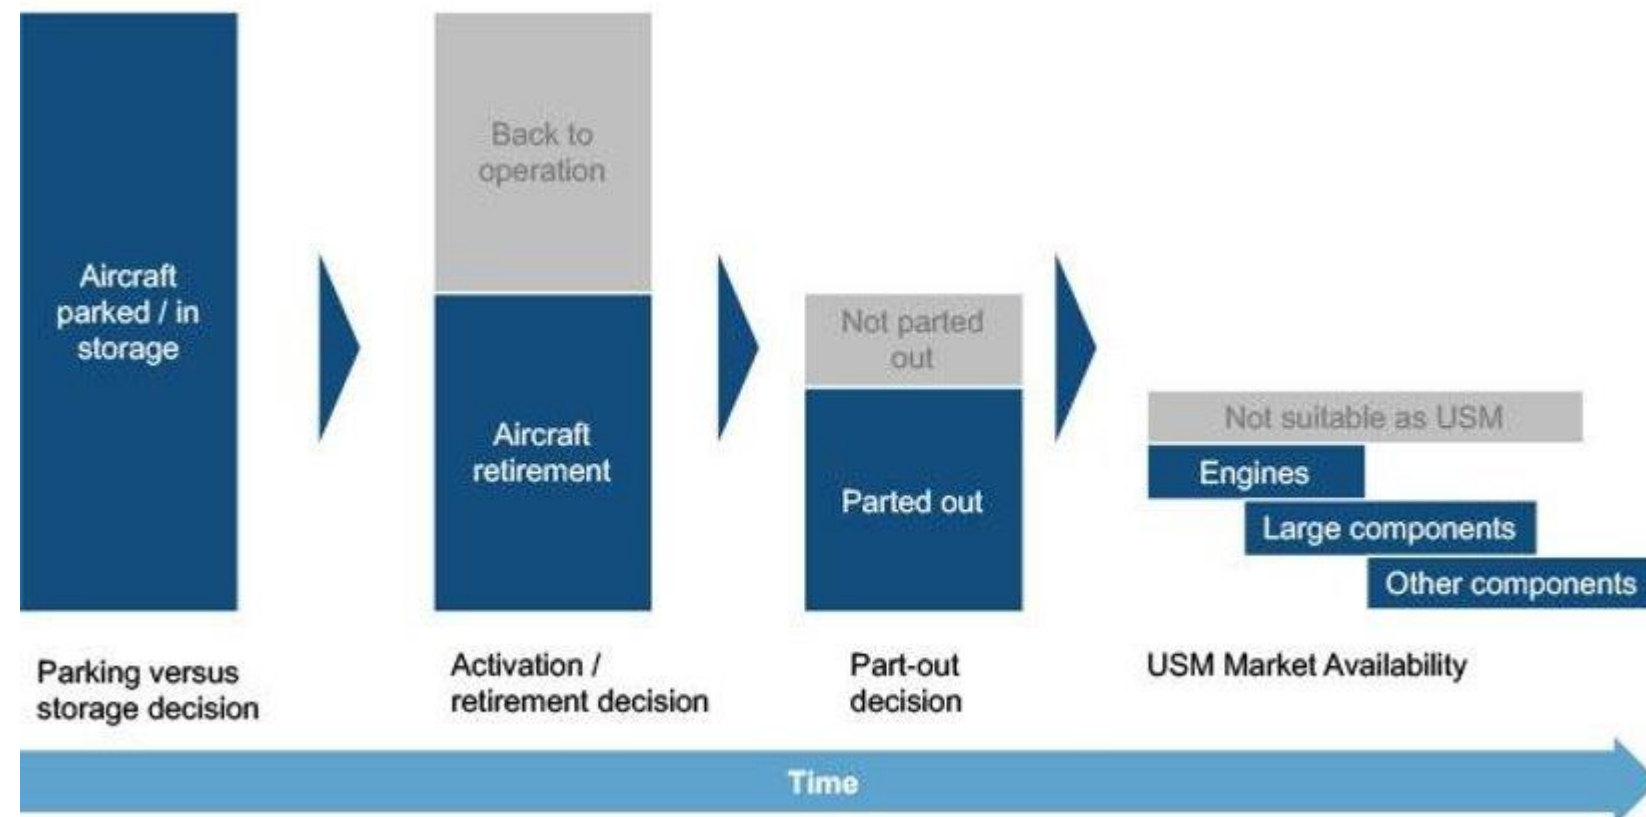 Aircraft
parked / in
storage
Back to
operation
Aircraft
retirement
Not parted
out
Parted out
Not suitable as USM
Engines
Large components
Other components
Parking versus
storage decision
Activation /
retirement decision
Part-out
decision
USM Market Availability
Time